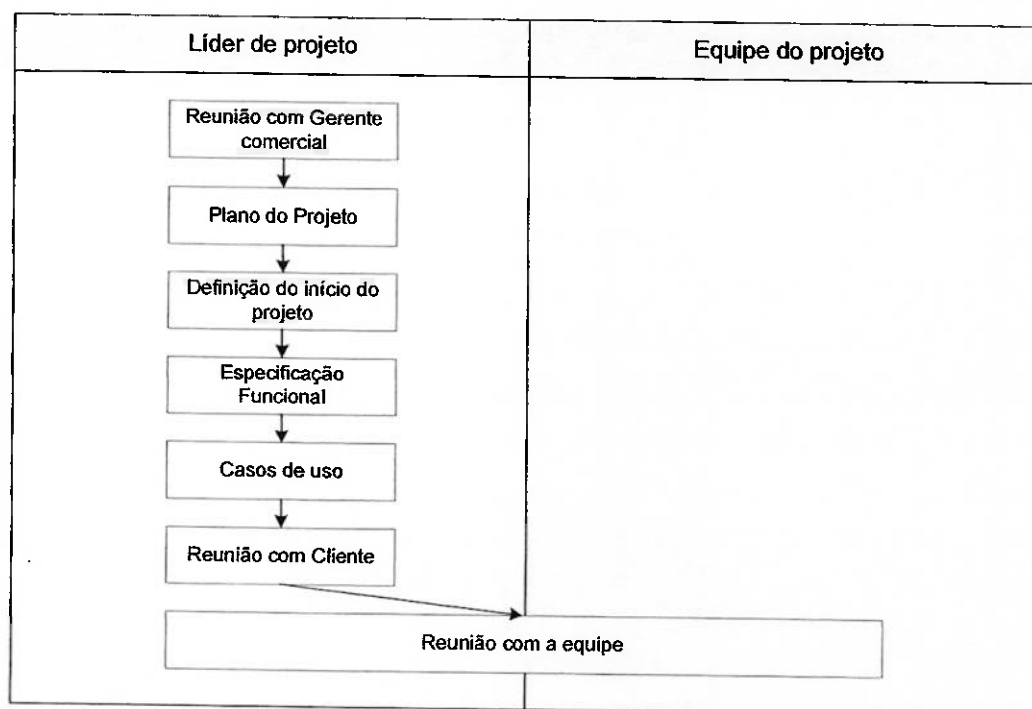 Líder de projeto
Equipe do projeto
Reunião com Gerente
comercial
Plano do Projeto
Definição do início do
projeto
Especificação
Funcional
Casos de uso
Reunião com Cliente
Reunião com a equipe